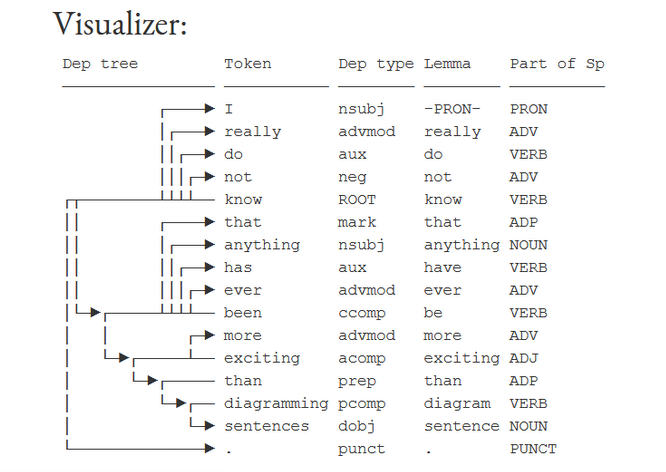 Visualizer:
Dep tree Token Dep type Lemma Part of Sp
I nsubj -PRON- PRON
really advmod really ADV
do aux do VERB
not neg not ADV
know ROOT know VERB
that mark that ADP
anything nsubj anything NOUN
has aux have VERB
ever advmod ever ADV
been ccomp be VERB
more advmod more ADV
exciting acomp exciting ADJ
than prep than ADP
diagramming pcomp diagram VERB
sentences dobj sentence NOUN
. punct . PUNCT